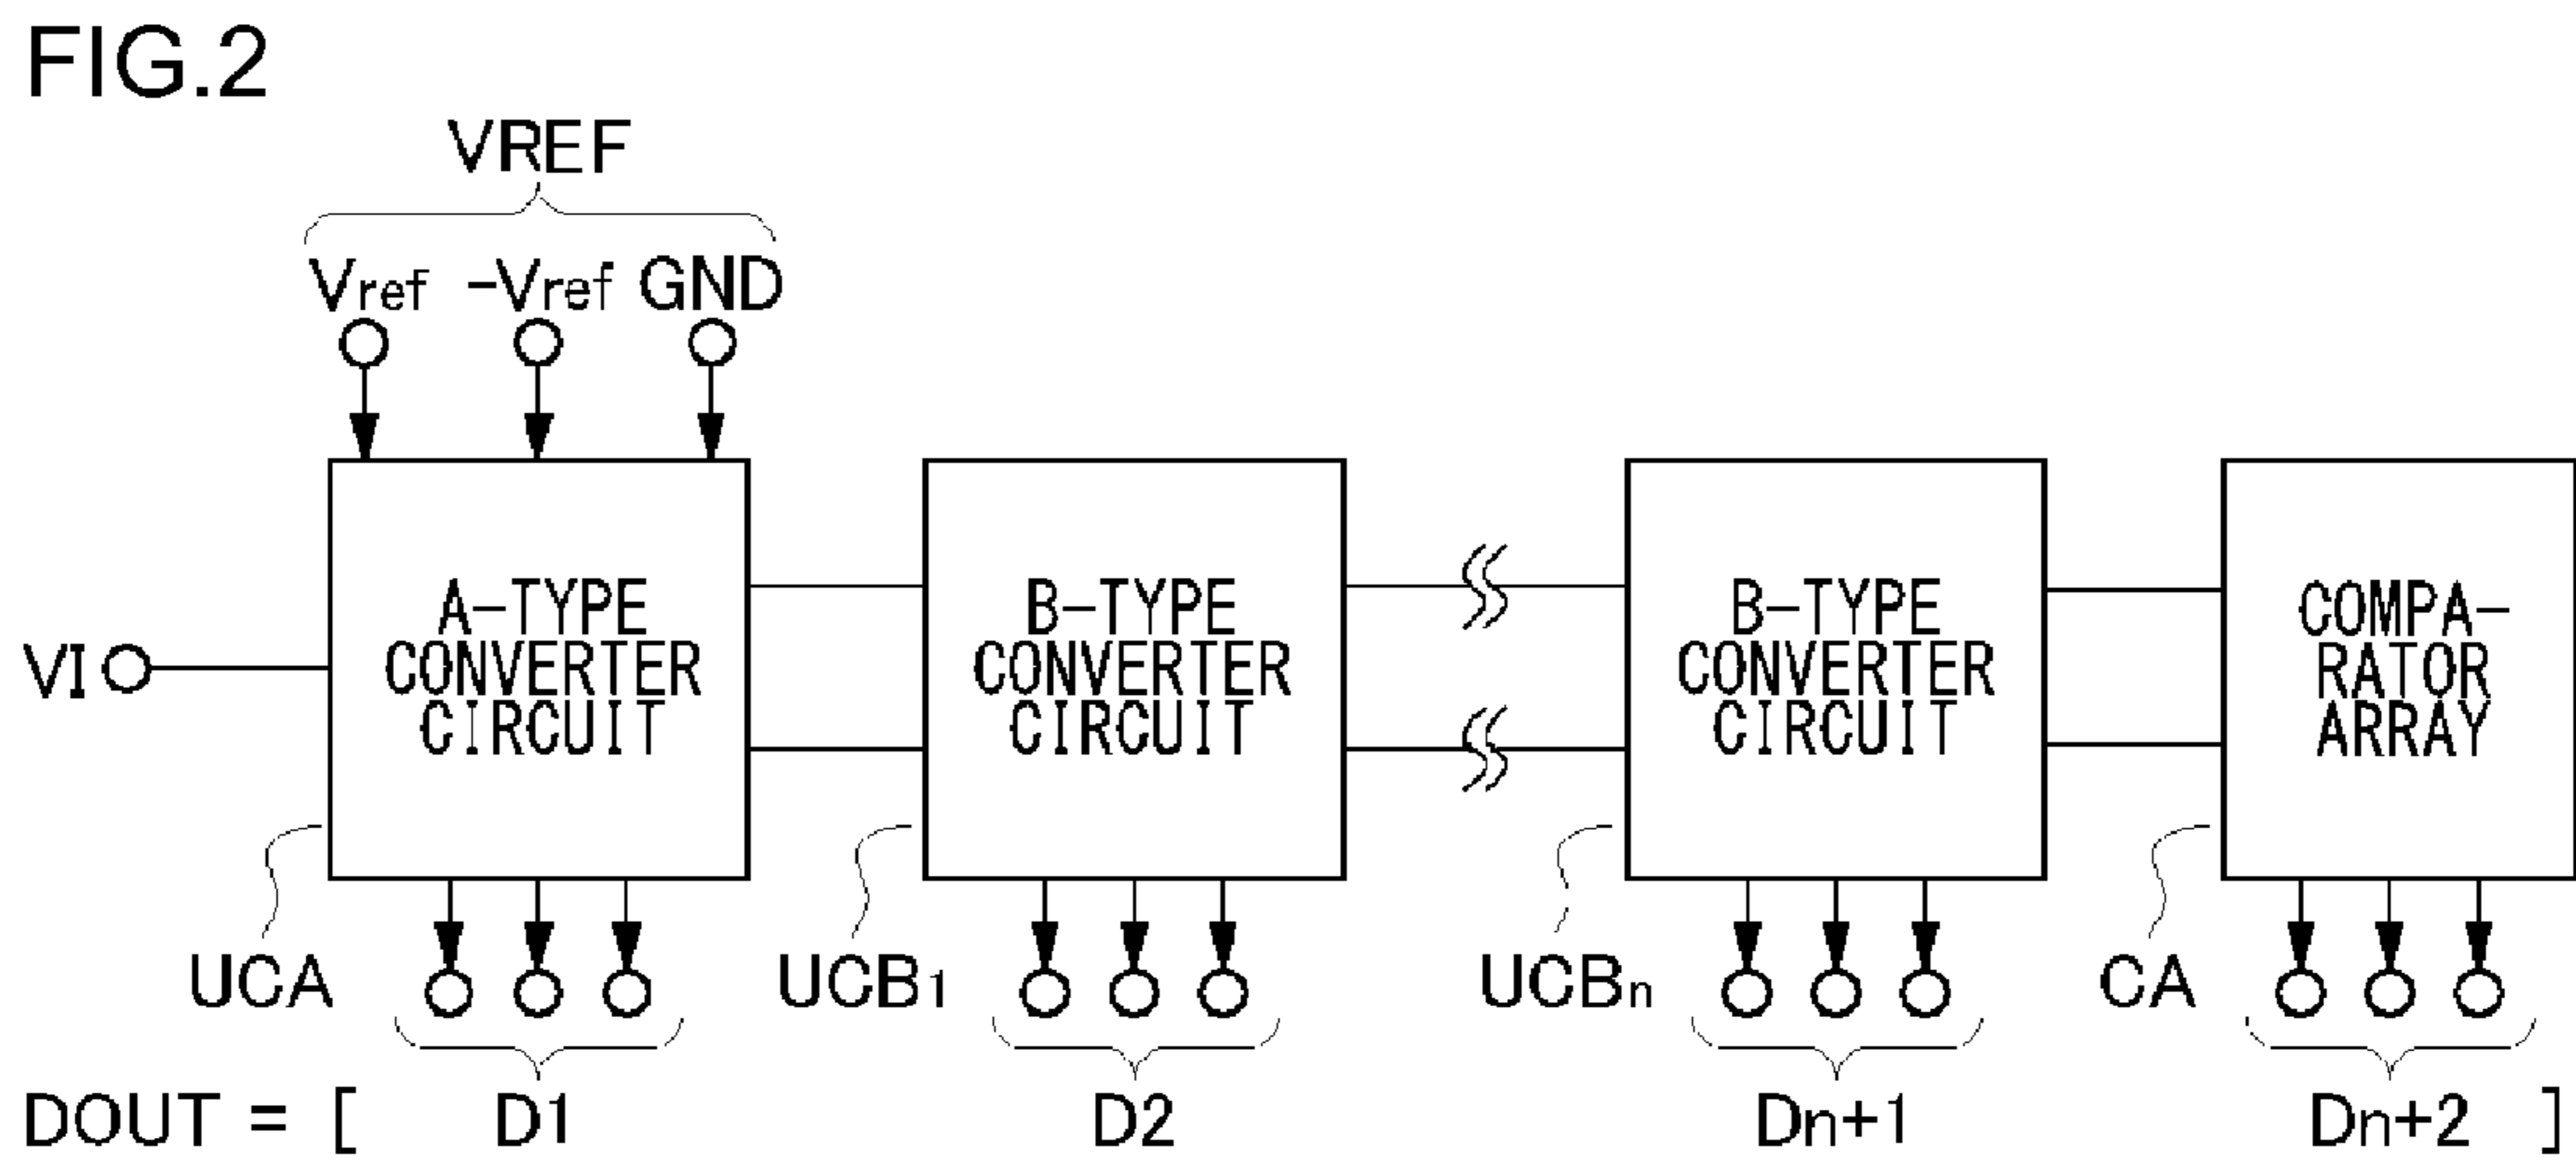 FIG.2
VREF
Vref -Vref GND
VI
A-TYPE
CONVERTER
CIRCUIT
B-TYPE
CONVERTER
CIRCUIT
B-TYPE
CONVERTER
CIRCUIT
COMPA-
RATOR
ARRAY
UCA UCB1 UCBn CA
DOUT = [ D1 D2 Dn+1 Dn+2 ]